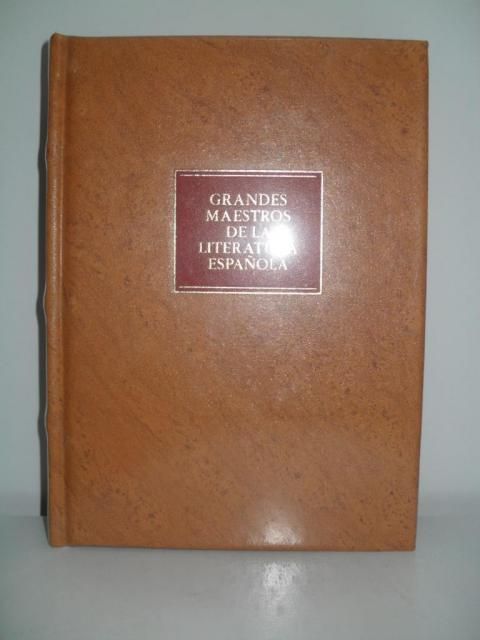 GRANDES
MAESTROS
DE LA
LITERATURA
ESPAÑOLA